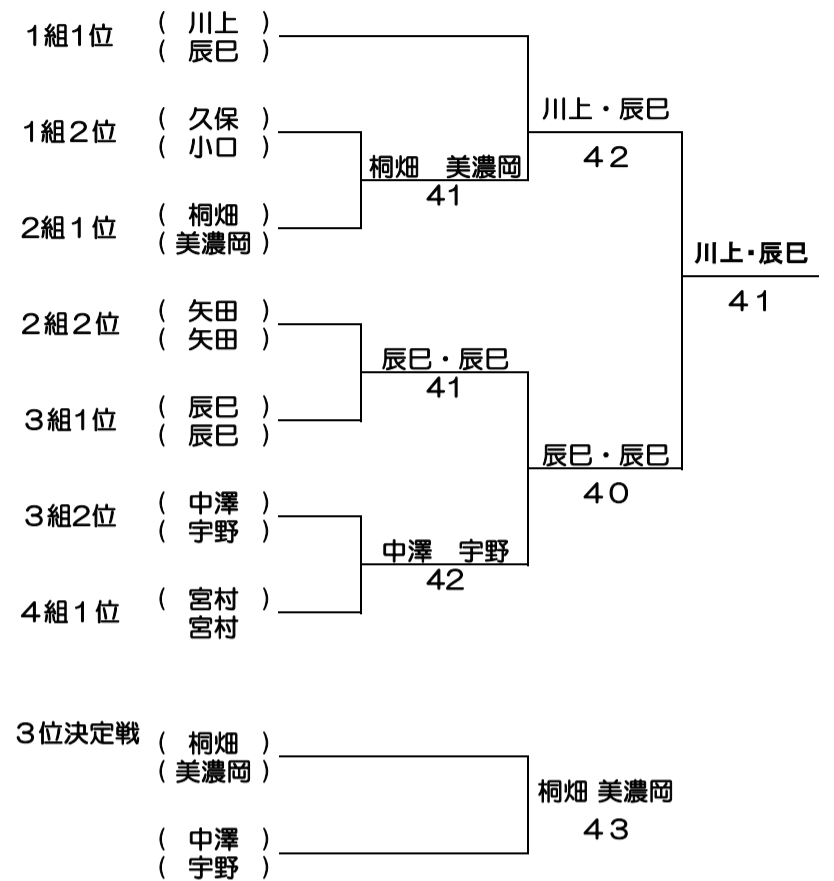 1組1位
( 川上 )
( 辰巳 )
川上・辰巳
42
1組2位
( 久保 )
( 小口 )
桐畑　美濃岡
41
2組1位
( 桐畑 )
( 美濃岡 )
川上・辰巳
41
2組2位
( 矢田 )
( 矢田 )
辰巳・辰巳
41
3組1位
( 辰巳 )
( 辰巳 )
辰巳・辰巳
40
3組2位
( 中澤 )
( 宇野 )
中澤　宇野
42
4組1位
( 宮村 )
宮村
3位決定戦
( 桐畑 )
( 美濃岡 )
桐畑 美濃岡
43
( 中澤 )
( 宇野 )